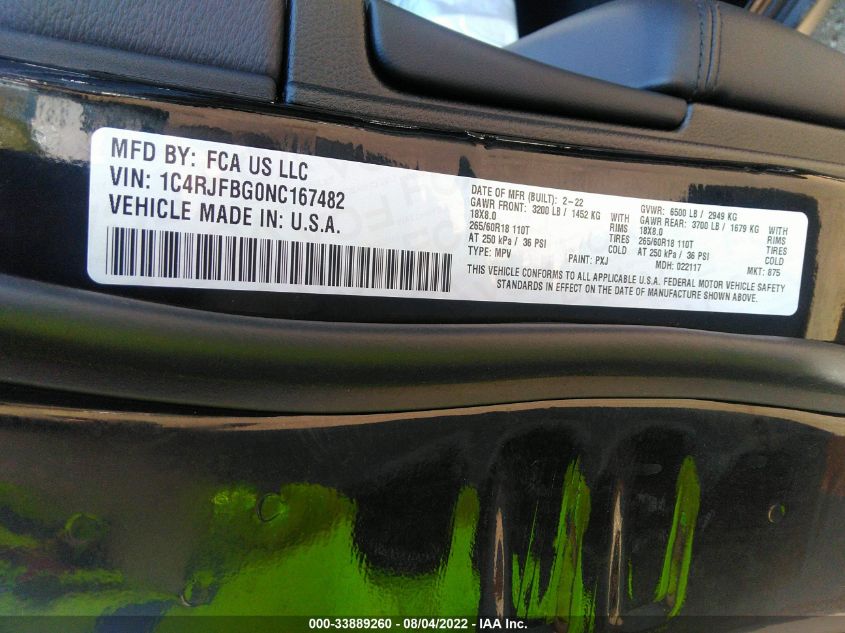 MFD BY: FCA US LLC
VIN: 1C4RJFBG0NC167482
VEHICLE MADE IN: U.S.A.
DATE OF MFR (BUILT): 2-22 GVWR: 6500 LB / 2949 KG
GAWR FRONT: 3200 LB / 1452 KG WITH GAWR REAR: 3700 LB / 1679 KG WITH
18X8.0 RIMS 18X8.0 RIMS
265/60R18 110T TIRES 265/60R18 110T TIRES
AT 250 kPa / 36 PSI COLD AT 250 kPa / 36 PSI COLD
TYPE: MPV PAINT: PXJ MDH: 022117 MKT: 875
THIS VEHICLE CONFORMS TO ALL APPLICABLE U.S.A. FEDERAL MOTOR VEHICLE SAFETY
STANDARDS IN EFFECT ON THE DATE OF MANUFACTURE SHOWN ABOVE.
000-33889260 - 08/04/2022 - IAA Inc.